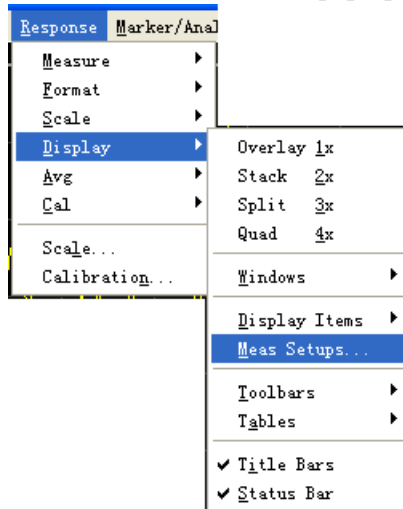 Response Marker/Anal
Measure
Format
Scale
Display
Avg
Cal
Scale...
Calibration...
Overlay 1x
Stack 2x
Split 3x
Quad 4x
Windows
Display Items
Meas Setups...
Toolbars
Tables
Title Bars
Status Bar